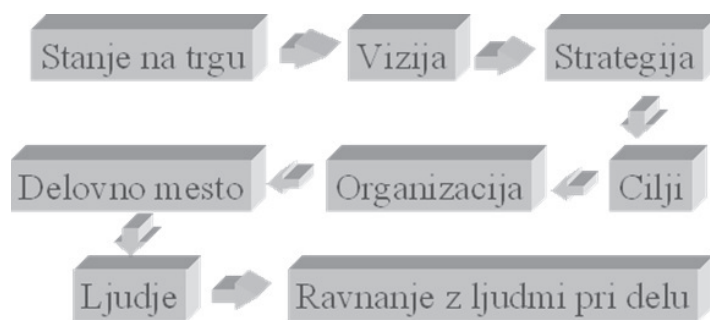 Stanje na trgu Vizija Strategija
Delovno mesto Organizacija Cilji
Ljudje Ravnanje z ljudmi pri delu